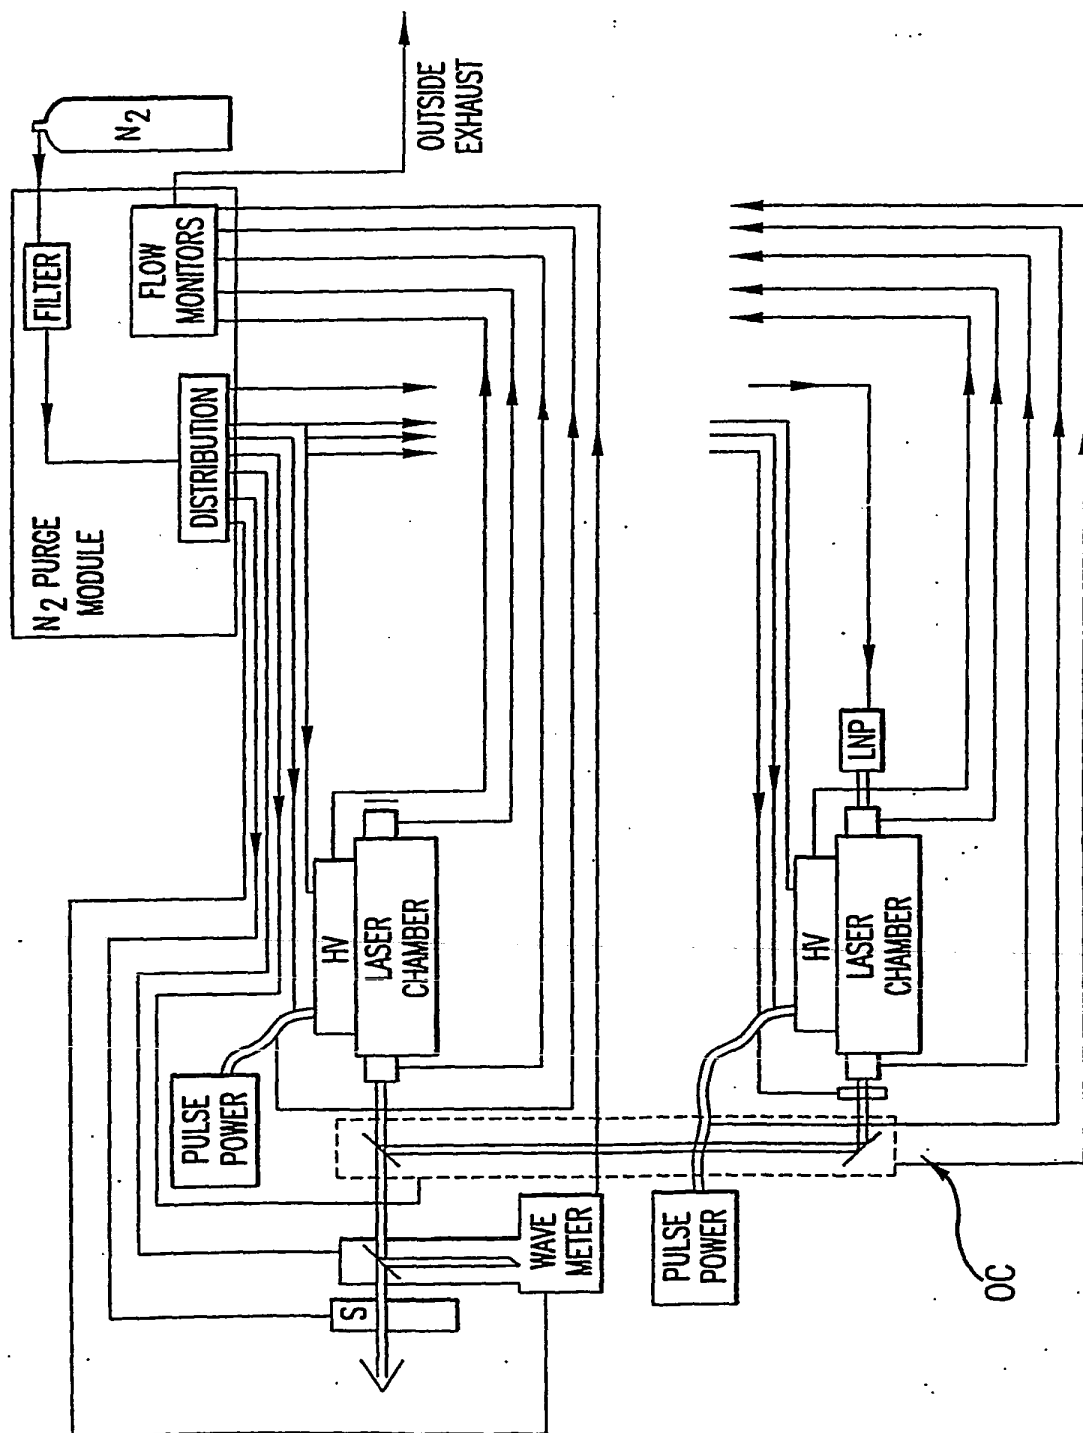 N2
OUTSIDE
EXHAUST
FILTER
FLOW
MONITORS
DISTRIBUTION
N2 PURGE
MODULE
HV
LASER
CHAMBER
PULSE
POWER
S
WAVE
METER
LNP
HV
LASER
CHAMBER
PULSE
POWER
OC